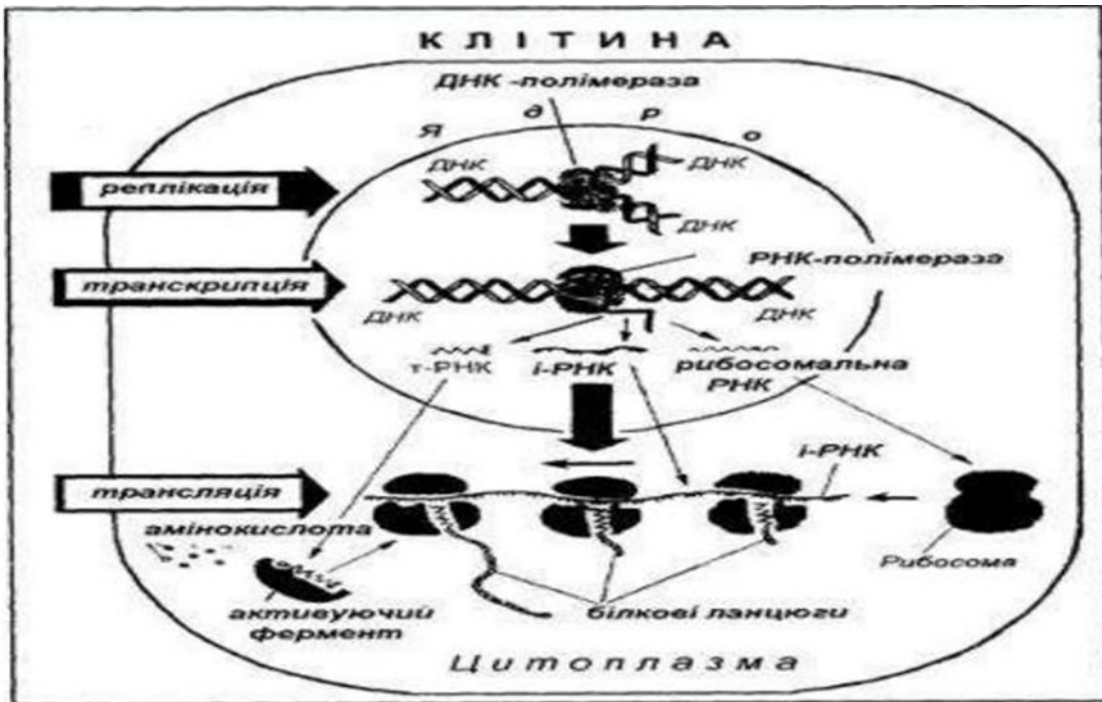 КЛІТИНА
ДНК -полімераза
Ядро
ДНК
ДНК
реплікація
ДНК
РНК-полімераза
транскрипція
ДНК
ДНК
т-РНК
і-РНК
рибосомальна
РНК
і-РНК
трансляція
амінокислота
Рибосома
активуючий
фермент
білкові ланцюги
Цитоплазма